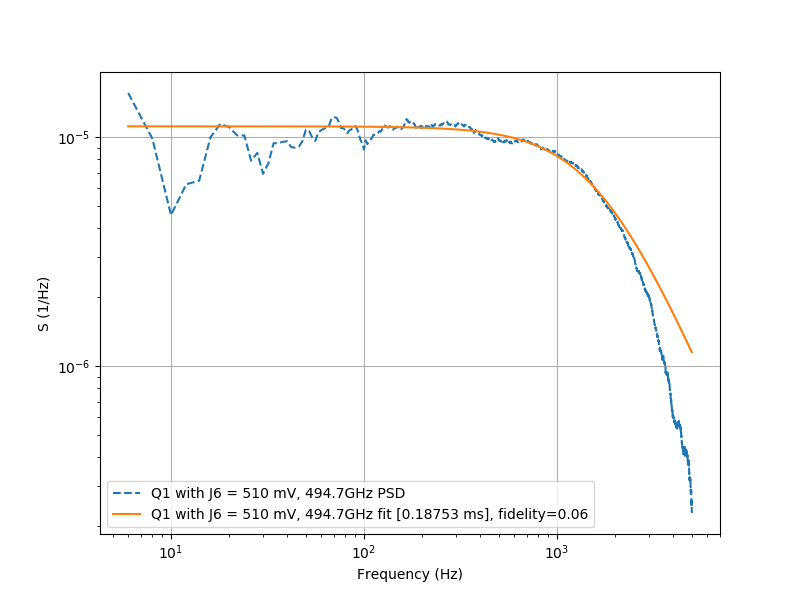 10⁻⁵
10⁻⁶
S (1/Hz)
Q1 with J6 = 510 mV, 494.7GHz PSD
Q1 with J6 = 510 mV, 494.7GHz fit [0.18753 ms], fidelity=0.06
10¹ 10² 10³
Frequency (Hz)